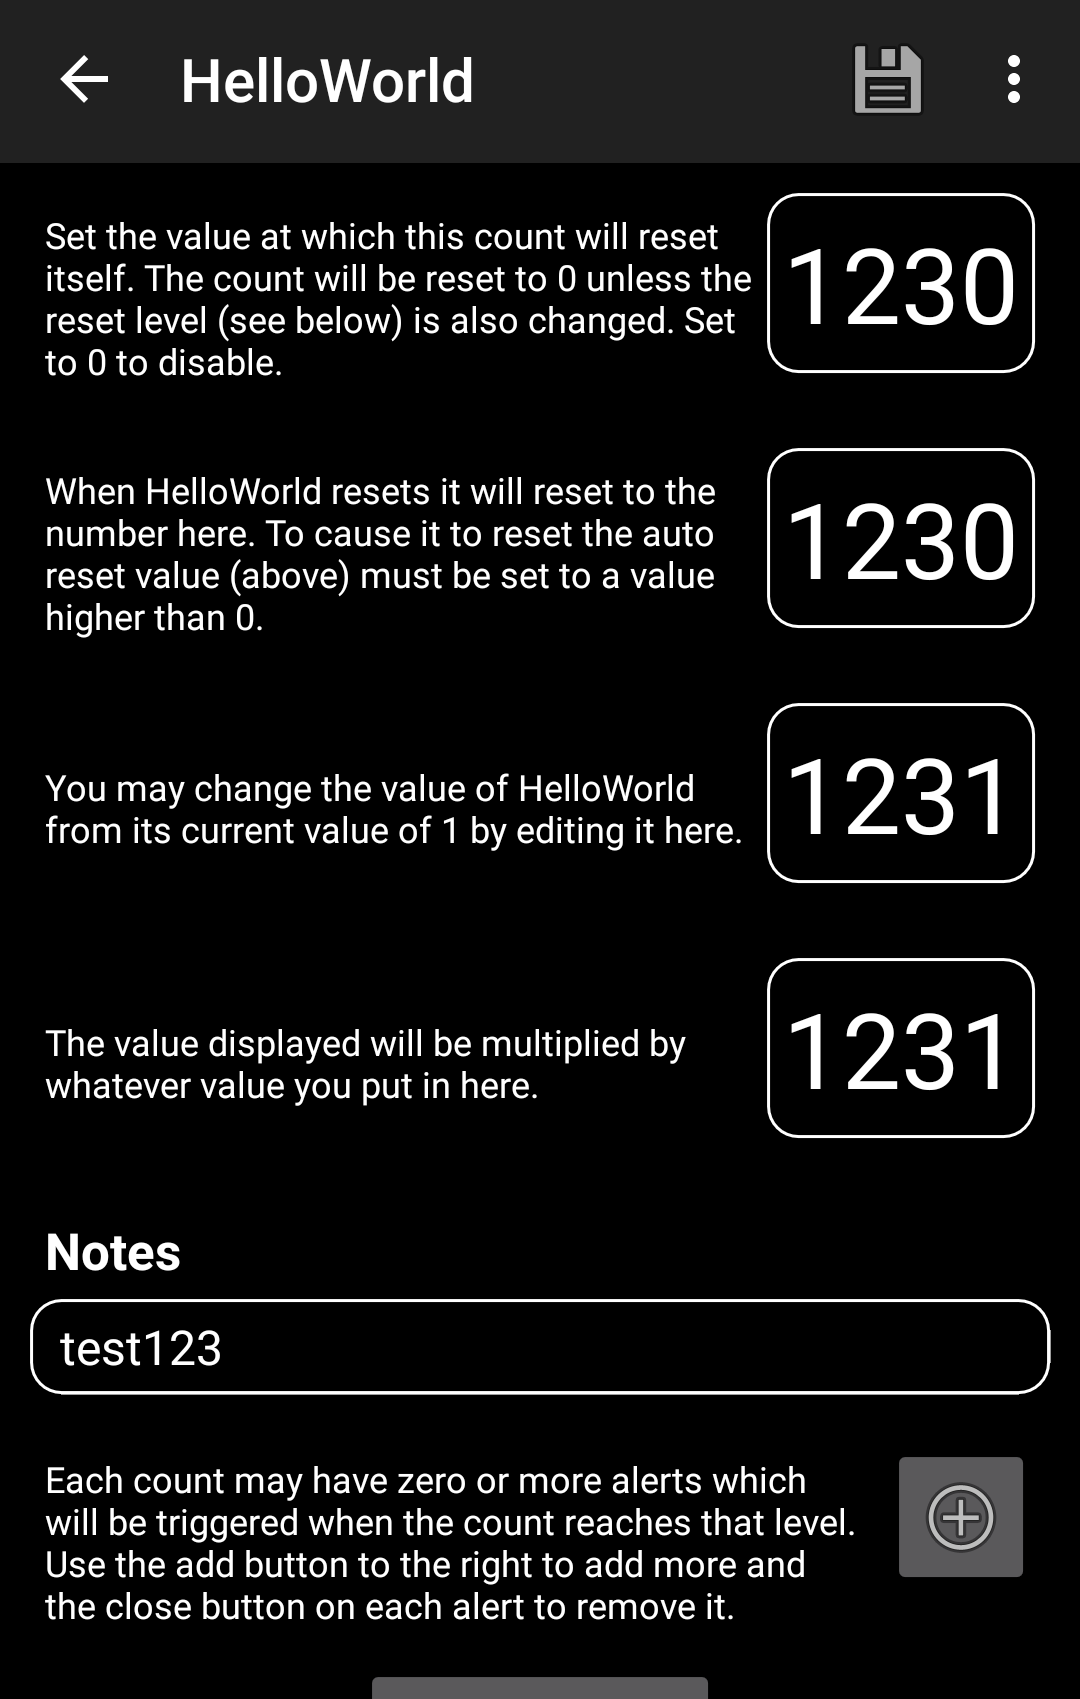 HelloWorld
Set the value at which this count will reset
itself. The count will be reset to 0 unless the
reset level (see below) is also changed. Set
to 0 to disable.
1230
When HelloWorld resets it will reset to the
number here. To cause it to reset the auto
reset value (above) must be set to a value
higher than 0.
1230
You may change the value of HelloWorld
from its current value of 1 by editing it here.
1231
The value displayed will be multiplied by
whatever value you put in here.
1231
Notes
test123
Each count may have zero or more alerts which
will be triggered when the count reaches that level.
Use the add button to the right to add more and
the close button on each alert to remove it.